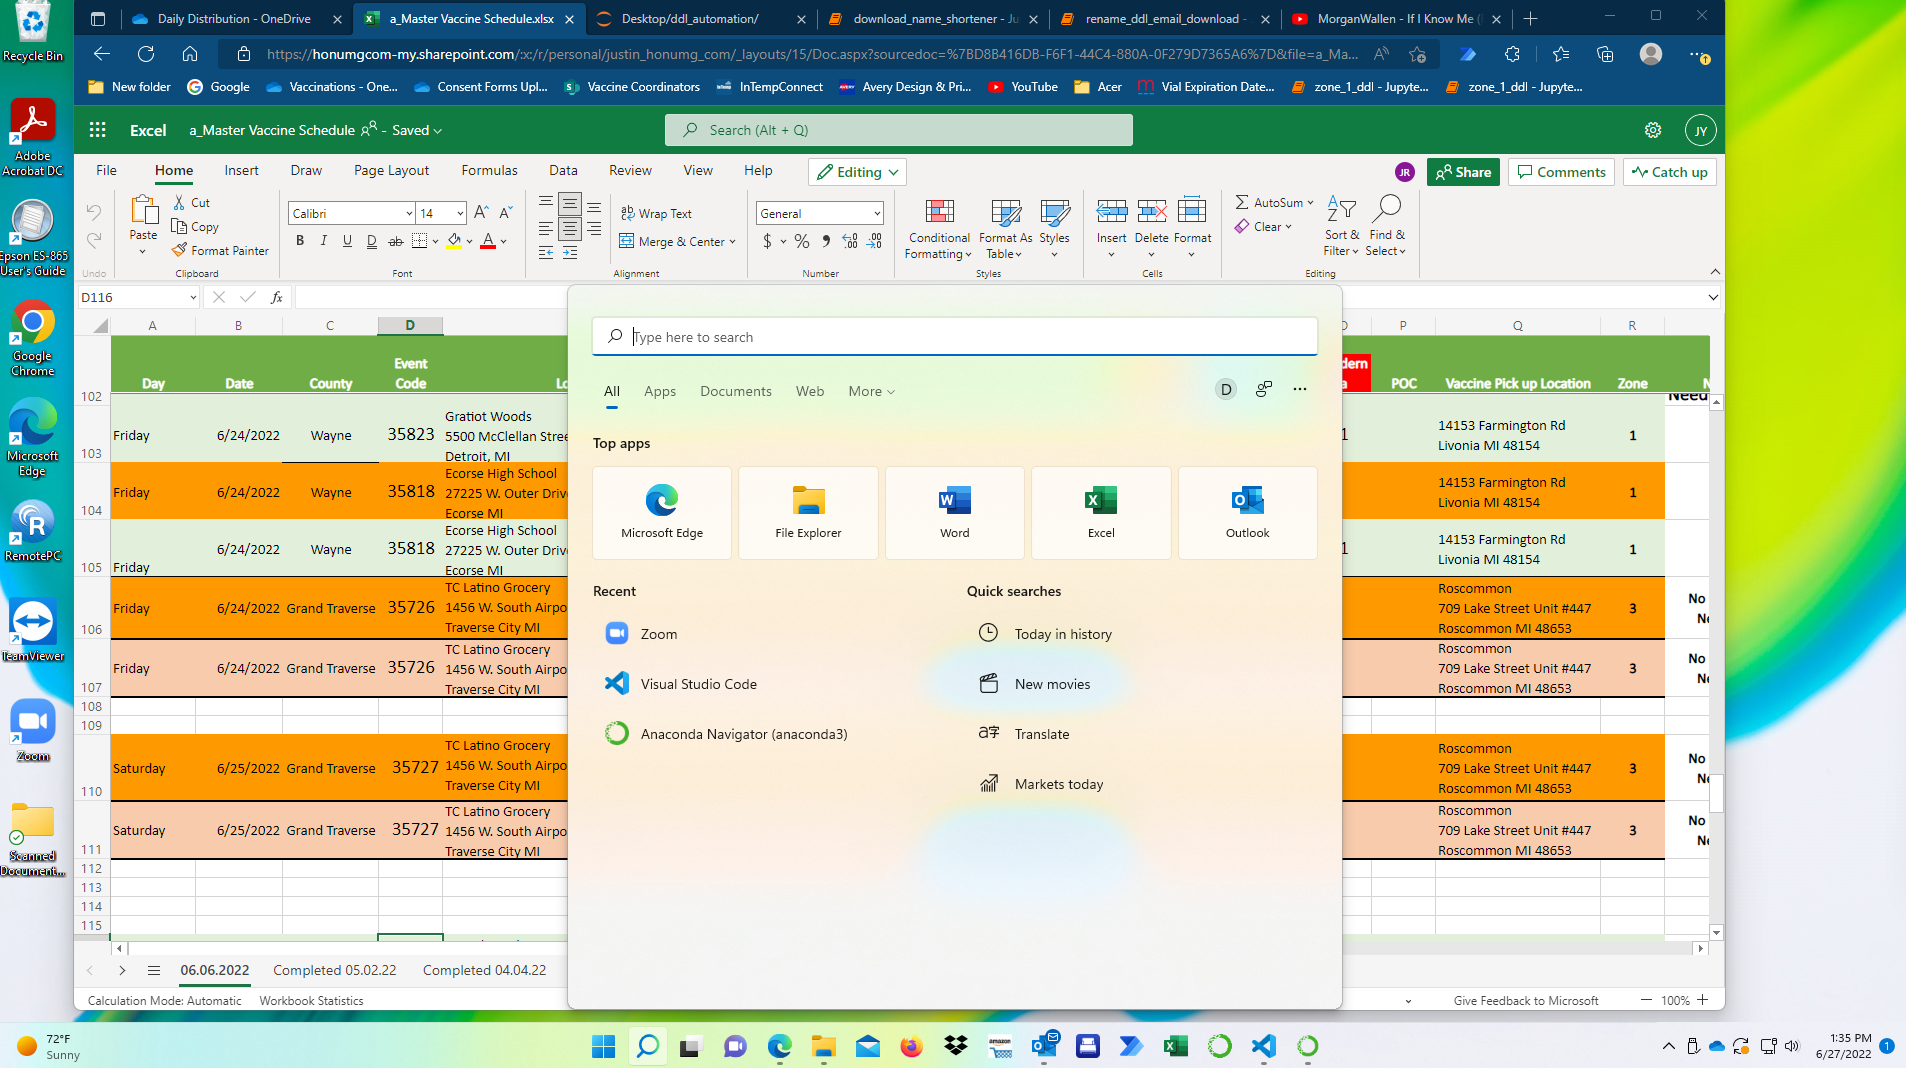 Recycle Bin
Adobe
Acrobat DC
Epson ES-865
User's Guide
Google
Chrome
Microsoft
Edge
RemotePC
TeamViewer
Zoom
Scanned
Document...
Daily Distribution - OneDrive
a_Master Vaccine Schedule.xlsx
Desktop/ddl_automation/
download_name_shortener - Ju
rename_ddl_email_download -
MorganWallen - If I Know Me (
https://honumgcom-my.sharepoint.com/:x:/r/personal/justin_honumg_com/_layouts/15/Doc.aspx?sourcedoc=%7BD8B416DB-F6F1-44C4-880A-0F279D7365A6%7D&file=a_Ma...
New folder
Google
Vaccinations - One...
Consent Forms Upl...
Vaccine Coordinators
InTempConnect
Avery Design & Pri...
YouTube
Acer
Vial Expiration Date...
zone_1_ddl - Jupyte...
zone_1_ddl - Jupyte...
Excel
a_Master Vaccine Schedule - Saved
Search (Alt + Q)
JY
File Home Insert Draw Page Layout Formulas Data Review View Help
Editing
JR
Share
Comments
Catch up
Paste
Cut
Copy
Format Painter
Calibri 14
B I U D ab
Wrap Text
Merge & Center
General
$ % 9
Conditional
Formatting
Format As
Table
Styles
Insert Delete Format
AutoSum
Clear
Sort &
Filter
Find &
Select
Undo Clipboard Font Alignment Number Styles Cells Editing
D116 fx
A B C D P Q R
102 Day Date County Event
Code
POC Vaccine Pick up Location Zone
103 Friday 6/24/2022 Wayne 35823 Gratiot Woods
5500 McClellan Stree
Detroit, MI
1 14153 Farmington Rd
Livonia MI 48154 1
104 Friday 6/24/2022 Wayne 35818 Ecorse High School
27225 W. Outer Drive
Ecorse MI
14153 Farmington Rd
Livonia MI 48154 1
105 Friday 6/24/2022 Wayne 35818 Ecorse High School
27225 W. Outer Drive
Ecorse MI
1 14153 Farmington Rd
Livonia MI 48154 1
106 Friday 6/24/2022 Grand Traverse 35726 TC Latino Grocery
1456 W. South Airpo
Traverse City MI
Roscommon
709 Lake Street Unit #447
Roscommon MI 48653 3 No
Ne
107 Friday 6/24/2022 Grand Traverse 35726 TC Latino Grocery
1456 W. South Airpo
Traverse City MI
Roscommon
709 Lake Street Unit #447
Roscommon MI 48653 3 No
Ne
108
109
110 Saturday 6/25/2022 Grand Traverse 35727 TC Latino Grocery
1456 W. South Airpo
Traverse City MI
Roscommon
709 Lake Street Unit #447
Roscommon MI 48653 3 No
Ne
111 Saturday 6/25/2022 Grand Traverse 35727 TC Latino Grocery
1456 W. South Airpo
Traverse City MI
Roscommon
709 Lake Street Unit #447
Roscommon MI 48653 3 No
Ne
112
113
114
115
06.06.2022 Completed 05.02.22 Completed 04.04.22
Calculation Mode: Automatic Workbook Statistics
Give Feedback to Microsoft 100%
Type here to search
All Apps Documents Web More
D
Top apps
Microsoft Edge
File Explorer
Word
Excel
Outlook
Recent
Zoom
Visual Studio Code
Anaconda Navigator (anaconda3)
Quick searches
Today in history
New movies
Translate
Markets today
72°F
Sunny
amazon
1:35 PM
6/27/2022
1